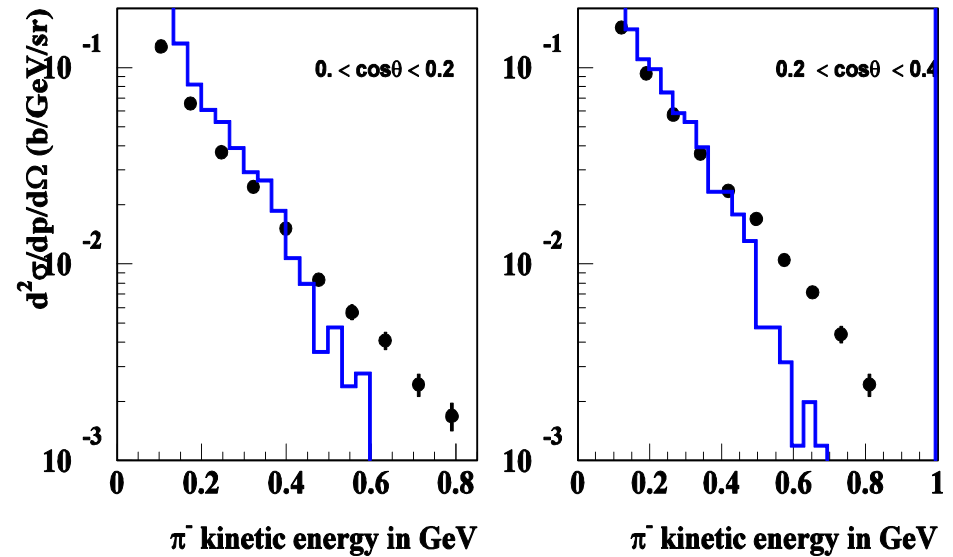 d²σ/dp/dΩ (b/GeV/sr)
10⁻¹
10⁻²
10⁻³
0. < cosθ < 0.2
0 0.2 0.4 0.6 0.8
π⁻ kinetic energy in GeV
10⁻¹
10⁻²
10⁻³
0.2 < cosθ < 0.4
0 0.2 0.4 0.6 0.8 1
π⁻ kinetic energy in GeV